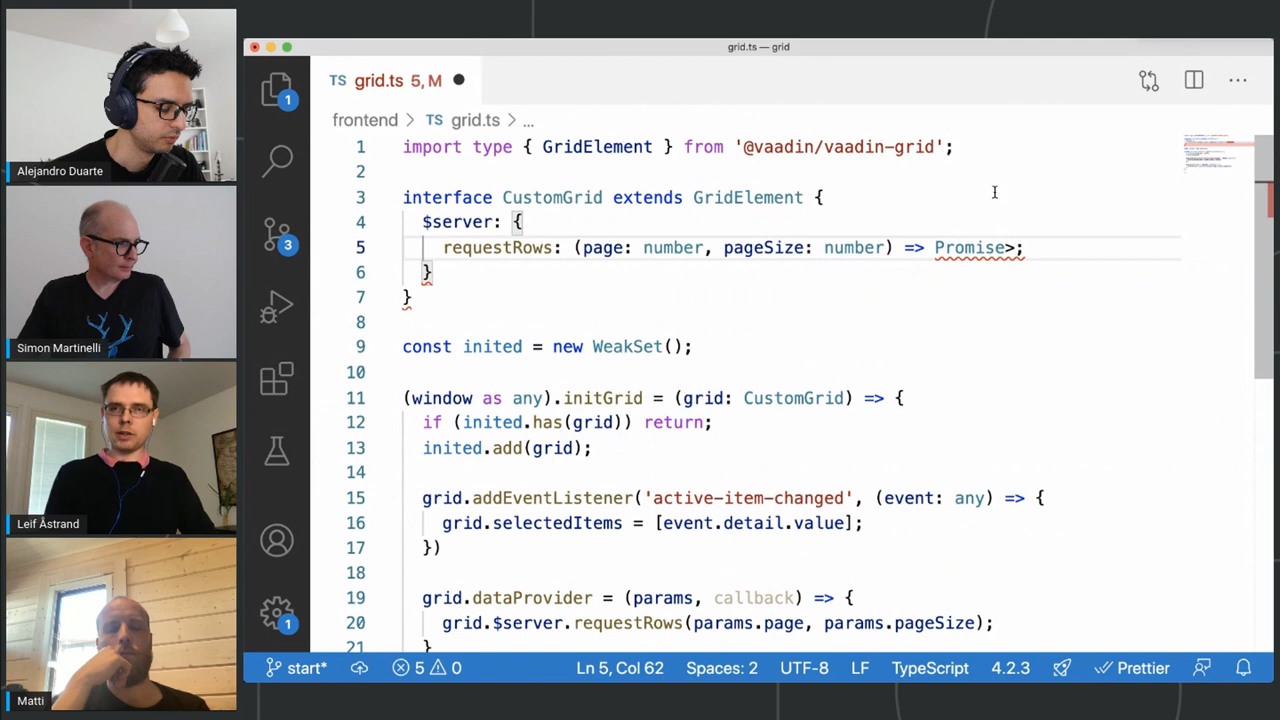 Alejandro Duarte
Simon Martinelli
Leif Åstrand
Matti
grid.ts — grid
TS grid.ts 5, M
frontend > TS grid.ts > ...
1 import type { GridElement } from '@vaadin/vaadin-grid';
2
3 interface CustomGrid extends GridElement {
4 $server: {
5 requestRows: (page: number, pageSize: number) => Promise>;
6 }
7 }
8
9 const inited = new WeakSet();
10
11 (window as any).initGrid = (grid: CustomGrid) => {
12 if (inited.has(grid)) return;
13 inited.add(grid);
14
15 grid.addEventListener('active-item-changed', (event: any) => {
16 grid.selectedItems = [event.detail.value];
17 })
18
19 grid.dataProvider = (params, callback) => {
20 grid.$server.requestRows(params.page, params.pageSize);
21 }
1
3
1
start* 5 0 Ln 5, Col 62 Spaces: 2 UTF-8 LF TypeScript 4.2.3 Prettier